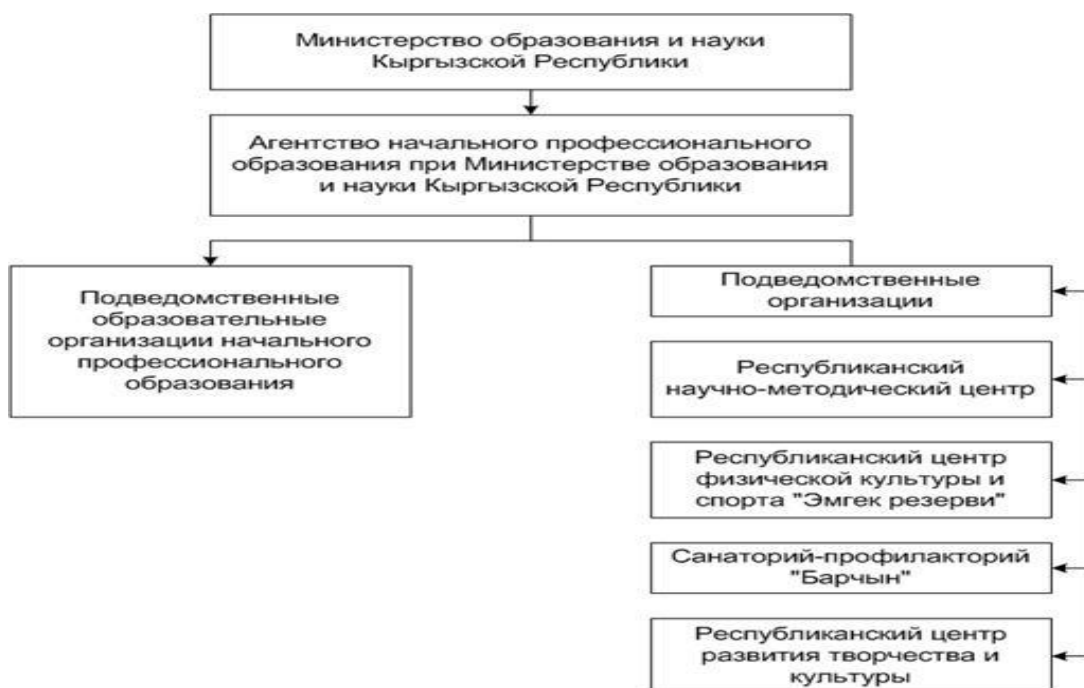 Министерство образования и науки
Кыргызской Республики
Агентство начального профессионального
образования при Министерстве образования
и науки Кыргызской Республики
Подведомственные
образовательные
организации начального
профессионального
образования
Подведомственные
организации
Республиканский
научно-методический центр
Республиканский центр
физической культуры и
спорта "Эмгек резерви"
Санаторий-профилакторий
"Барчын"
Республиканский центр
развития творчества и
культуры